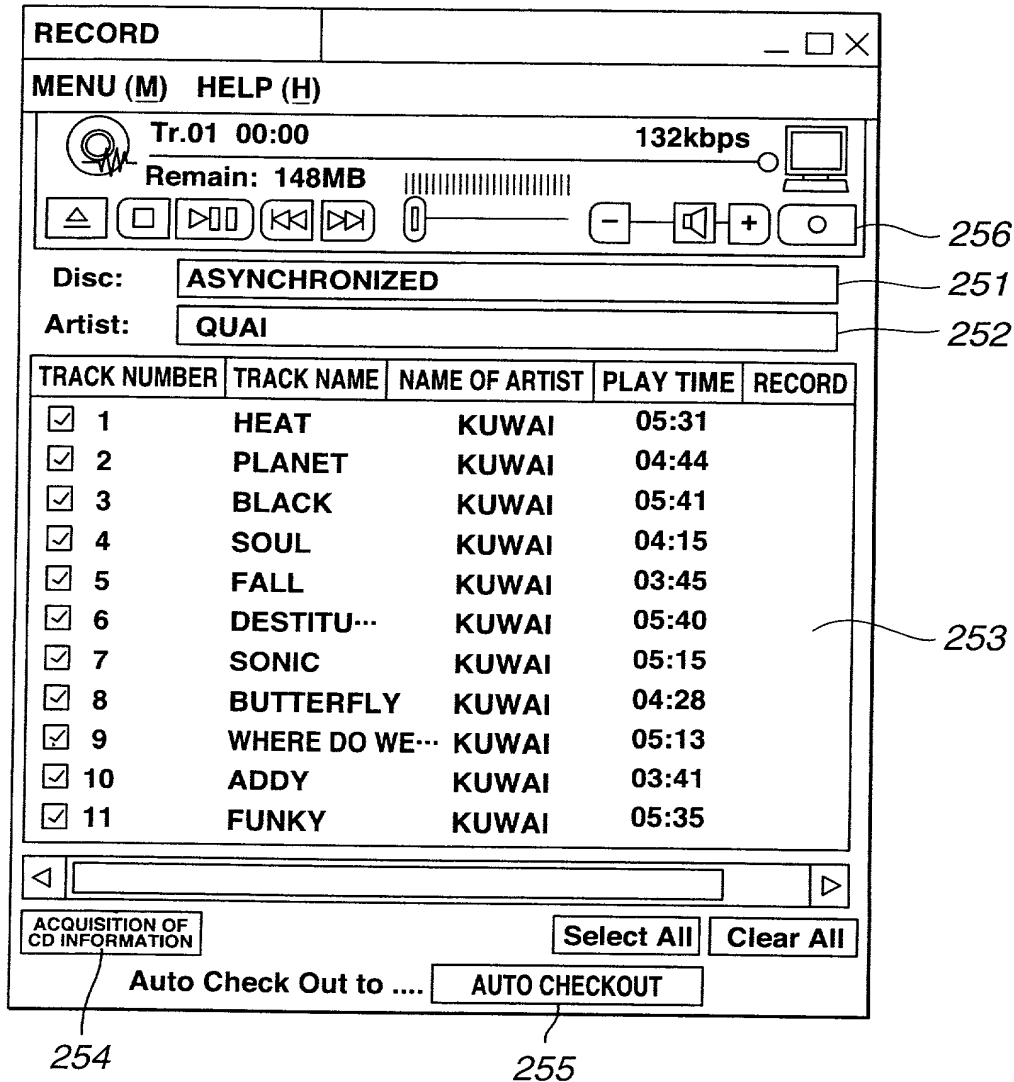 RECORD
MENU (M) HELP (H)
Tr.01 00:00 132kbps
Remain: 148MB
256
Disc: ASYNCHRONIZED 251
Artist: QUAI 252
TRACK NUMBER TRACK NAME NAME OF ARTIST PLAY TIME RECORD
1 HEAT KUWAI 05:31
2 PLANET KUWAI 04:44
3 BLACK KUWAI 05:41
4 SOUL KUWAI 04:15
5 FALL KUWAI 03:45
6 DESTITU··· KUWAI 05:40
253
7 SONIC KUWAI 05:15
8 BUTTERFLY KUWAI 04:28
9 WHERE DO WE··· KUWAI 05:13
10 ADDY KUWAI 03:41
11 FUNKY KUWAI 05:35
ACQUISITION OF
CD INFORMATION
Select All Clear All
Auto Check Out to .... AUTO CHECKOUT
254 255